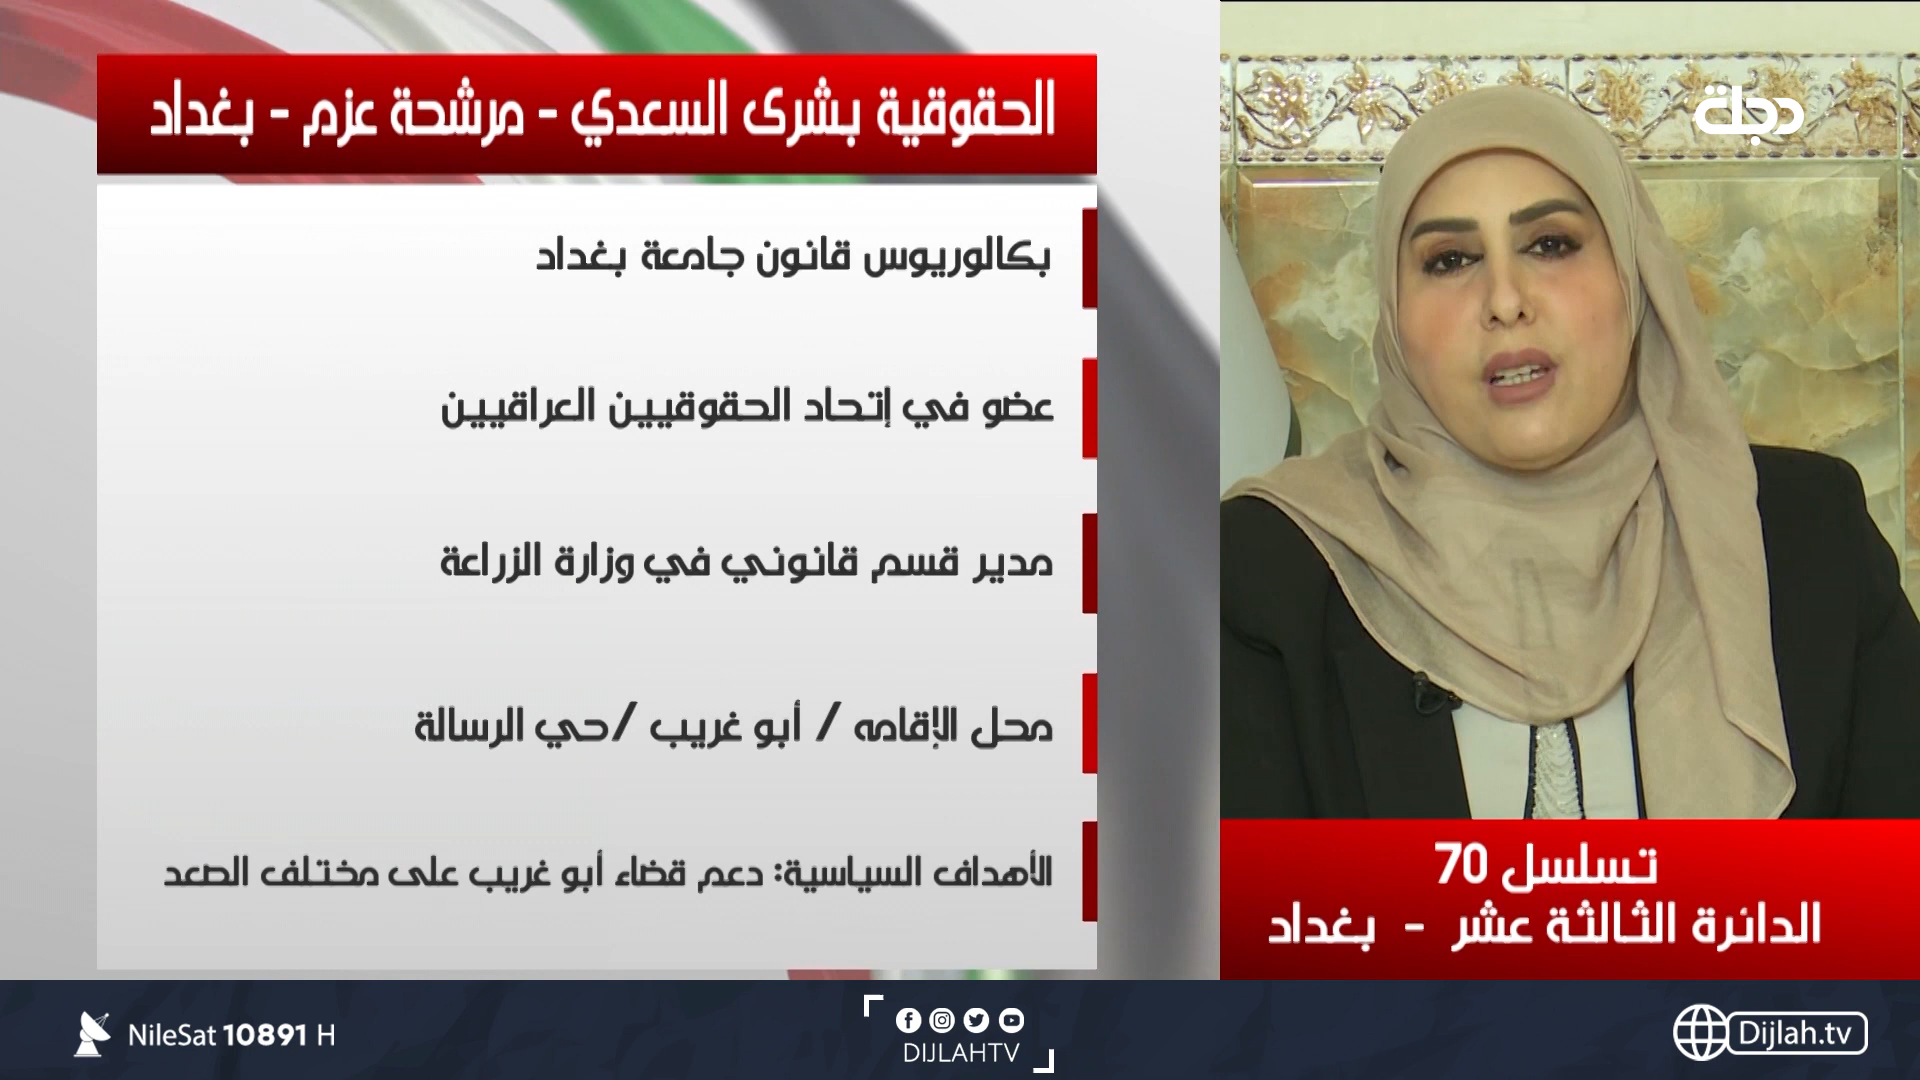 الحقوقية بشرى السعدي - مرشحة عزم - بغداد
بكالوريوس قانون جامعة بغداد
عضو في إتحاد الحقوقيين العراقيين
مدير قسم قانوني في وزارة الزراعة
محل الإقامه / أبو غريب /حي الرسالة
الأهداف السياسية: دعم قضاء أبو غريب على مختلف الصعد
دجلة
تسلسل 70
الدائرة الثالثة عشر - بغداد
NileSat 10891 H
DIJLAHTV
Dijlah.tv